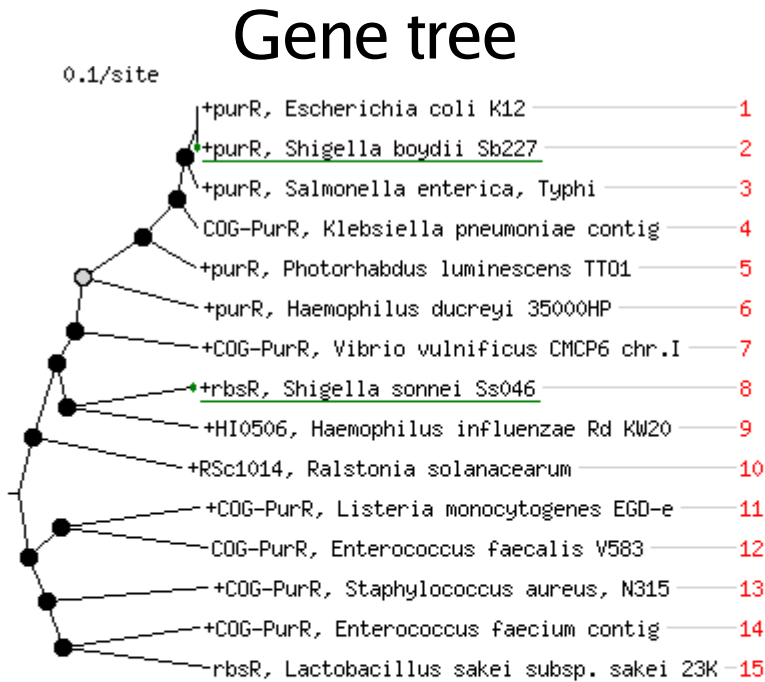 Gene tree
0.1/site
+purR, Escherichia coli K12 1
+purR, Shigella boydii Sb227 2
+purR, Salmonella enterica, Typhi 3
COG-PurR, Klebsiella pneumoniae contig 4
+purR, Photorhabdus luminescens TTO1 5
+purR, Haemophilus ducreyi 35000HP 6
+COG-PurR, Vibrio vulnificus CMCP6 chr.I 7
+rbsR, Shigella sonnei Ss046 8
+HI0506, Haemophilus influenzae Rd KW20 9
+RSc1014, Ralstonia solanacearum 10
+COG-PurR, Listeria monocytogenes EGD-e 11
COG-PurR, Enterococcus faecalis V583 12
+COG-PurR, Staphylococcus aureus, N315 13
+COG-PurR, Enterococcus faecium contig 14
rbsR, Lactobacillus sakei subsp. sakei 23K 15